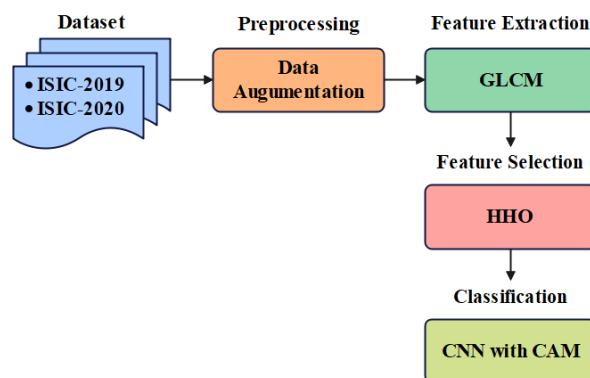 Dataset
• ISIC-2019
• ISIC-2020
Preprocessing
Data
Augumentation
Feature Extraction
GLCM
Feature Selection
HHO
Classification
CNN with CAM